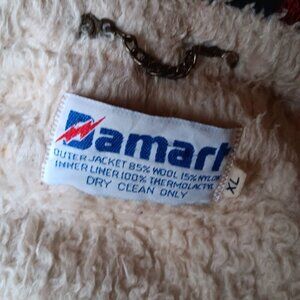 Damart
OUTER JACKET 85% WOOL 15% NYLON
INNER LINER 100% THERMOLACTYL
DRY CLEAN ONLY
XL